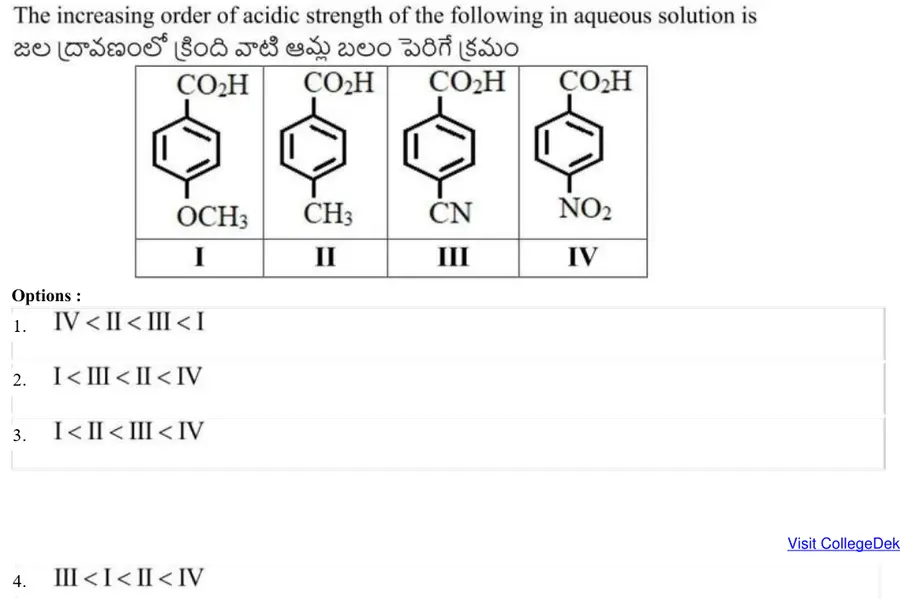 The increasing order of acidic strength of the following in aqueous solution is
జల ద్రావణంలో క్రింది వాటి ఆమ్ల బలం పెరిగే క్రమం
CO₂H CO₂H CO₂H CO₂H
OCH₃ CH₃ CN NO₂
I II III IV
Options :
1. IV < II < III < I
2. I < III < II < IV
3. I < II < III < IV
Visit CollegeDek
4. III < I < II < IV